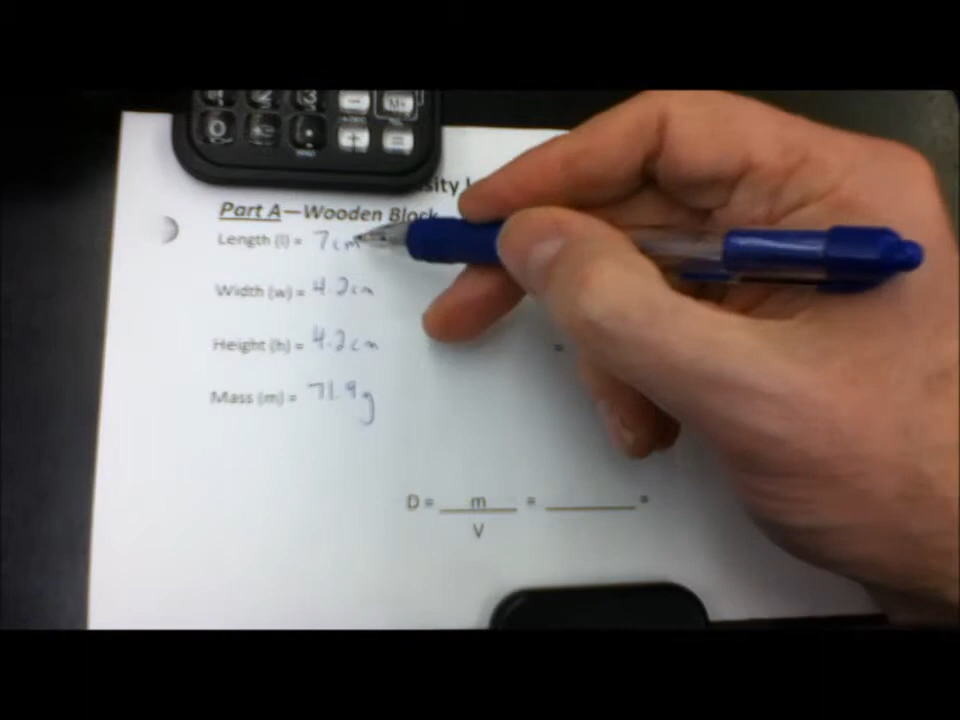 Part A—Wooden Block
Length (l) = 7cm
Width (w) = 4.2cm
Height (h) = 4.2cm
=
Mass (m) = 71.9g
D = m = =
V
M+